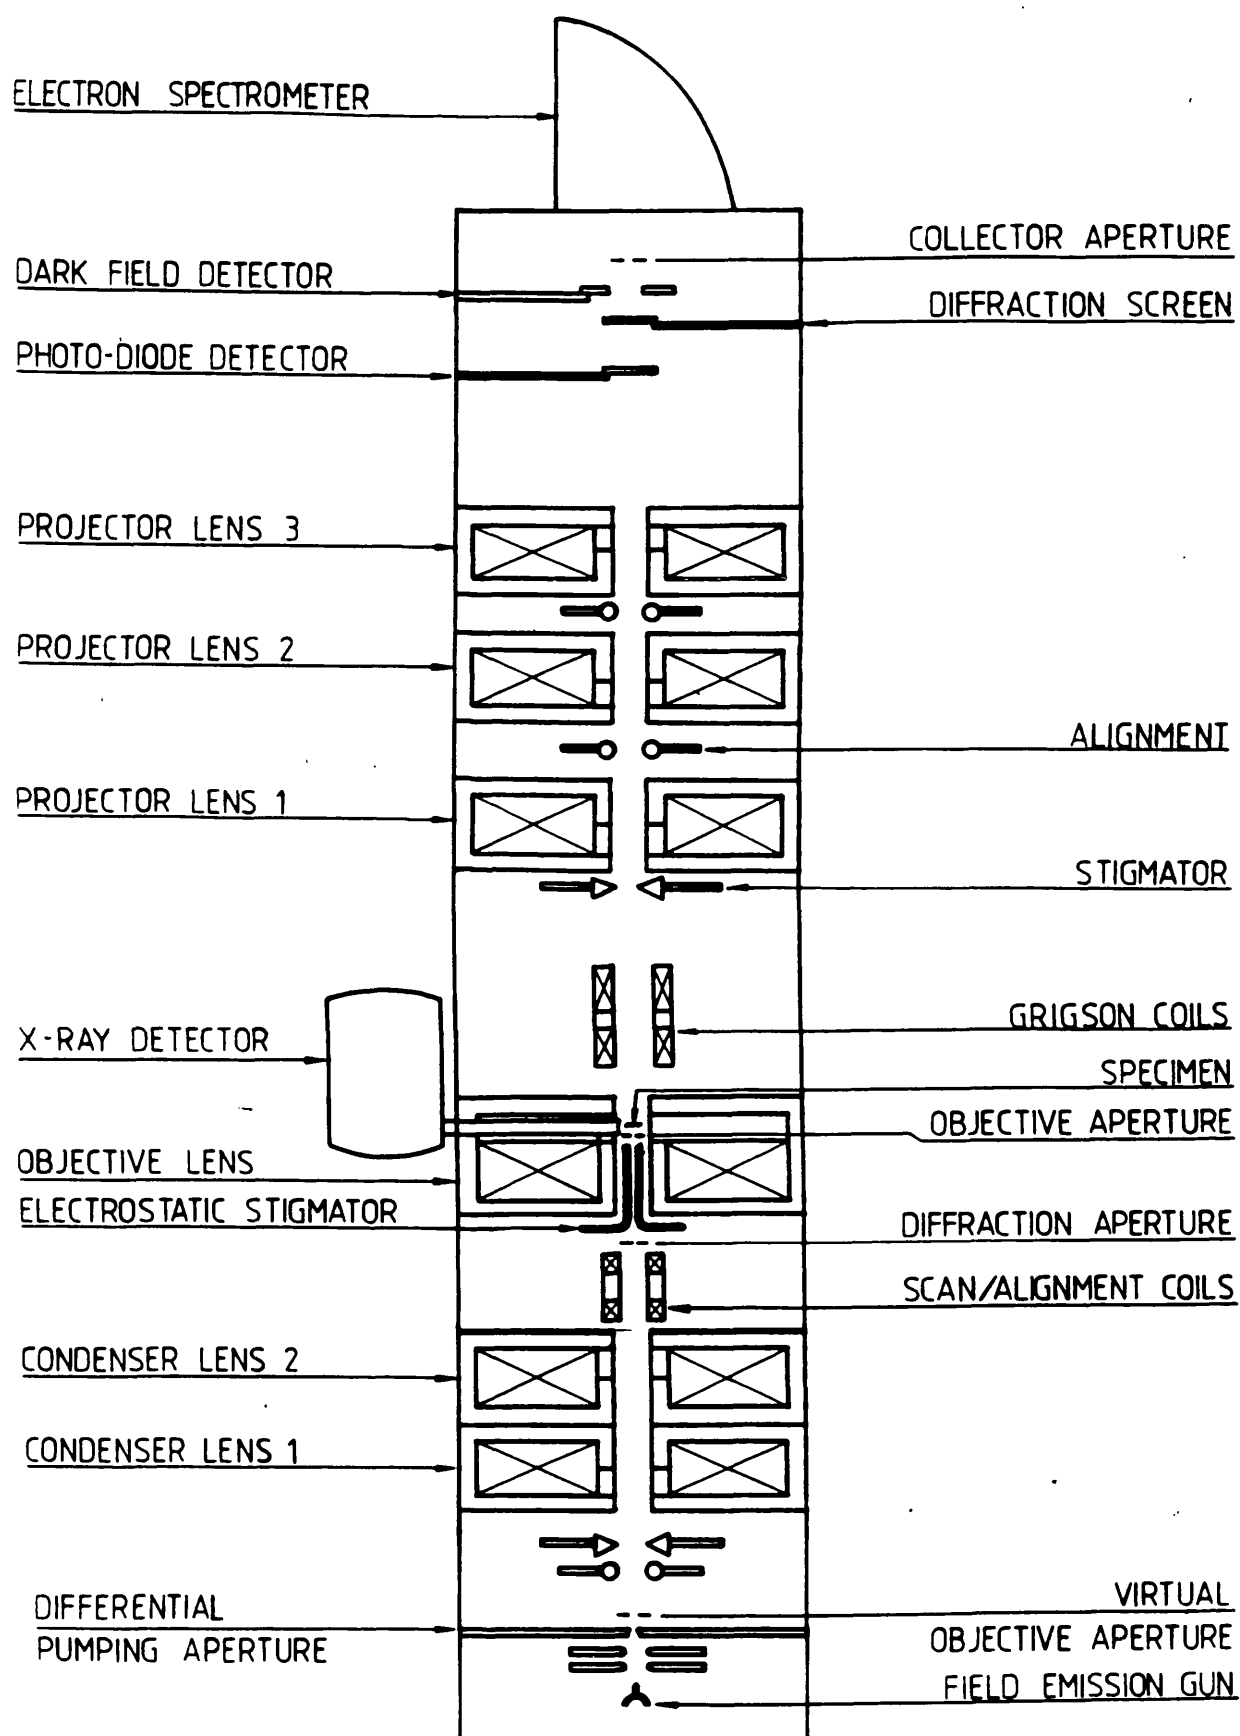 ELECTRON SPECTROMETER
COLLECTOR APERTURE
DARK FIELD DETECTOR
DIFFRACTION SCREEN
PHOTO-DIODE DETECTOR
PROJECTOR LENS 3
PROJECTOR LENS 2
ALIGNMENT
PROJECTOR LENS 1
STIGMATOR
GRIGSON COILS
X-RAY DETECTOR
SPECIMEN
OBJECTIVE APERTURE
OBJECTIVE LENS
ELECTROSTATIC STIGMATOR
DIFFRACTION APERTURE
SCAN/ALIGNMENT COILS
CONDENSER LENS 2
CONDENSER LENS 1
DIFFERENTIAL
PUMPING APERTURE
VIRTUAL
OBJECTIVE APERTURE
FIELD EMISSION GUN